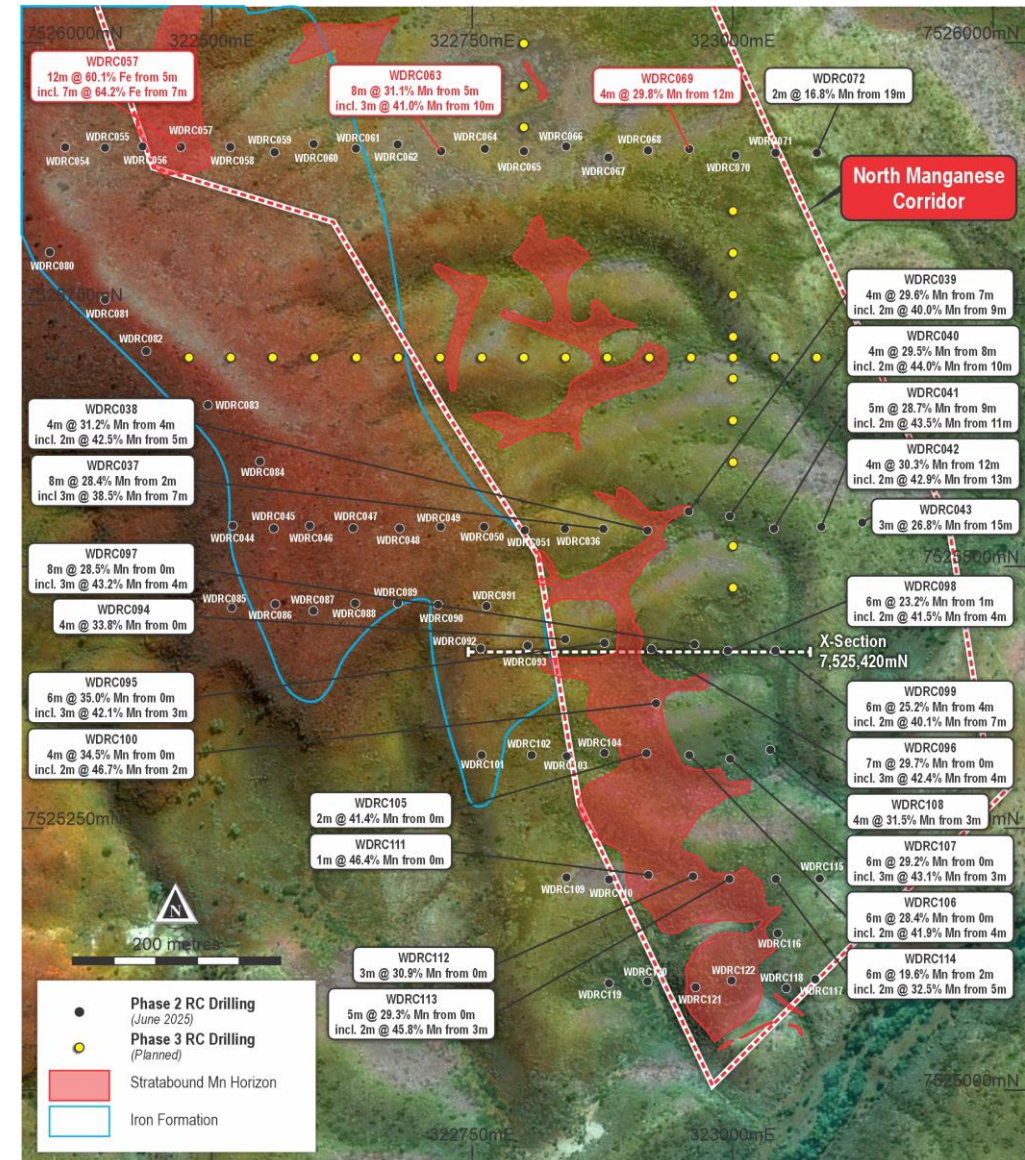 7526000mN
322500mE
322750mE
323000mE
7526000mN
WDRC057
12m @ 60.1% Fe from 5m
incl. 7m @ 64.2% Fe from 7m
WDRC063
8m @ 31.1% Mn from 5m
incl. 3m @ 41.0% Mn from 10m
WDRC069
4m @ 29.8% Mn from 12m
WDRC072
2m @ 16.8% Mn from 19m
WDRC054
WDRC055
WDRC056
WDRC057
WDRC058
WDRC059
WDRC060
WDRC061
WDRC062
WDRC064
WDRC065
WDRC066
WDRC067
WDRC068
WDRC070
WDRC071
North Manganese
Corridor
WDRC080
7525750mN
WDRC081
WDRC082
WDRC083
WDRC084
WDRC039
4m @ 29.6% Mn from 7m
incl. 2m @ 40.0% Mn from 9m
WDRC040
4m @ 29.5% Mn from 8m
incl. 2m @ 44.0% Mn from 10m
WDRC041
5m @ 28.7% Mn from 9m
incl. 2m @ 43.5% Mn from 11m
WDRC042
4m @ 30.3% Mn from 12m
incl. 2m @ 42.9% Mn from 13m
WDRC043
3m @ 26.8% Mn from 15m
WDRC038
4m @ 31.2% Mn from 4m
incl. 2m @ 42.5% Mn from 5m
WDRC037
8m @ 28.4% Mn from 2m
incl 3m @ 38.5% Mn from 7m
WDRC097
8m @ 28.5% Mn from 0m
incl. 3m @ 43.2% Mn from 4m
WDRC094
4m @ 33.8% Mn from 0m
WDRC044
WDRC045
WDRC046
WDRC047
WDRC048
WDRC049
WDRC050
WDRC051
WDRC036
7525500mN
WDRC085
WDRC086
WDRC087
WDRC088
WDRC089
WDRC090
WDRC091
WDRC092
WDRC093
WDRC098
6m @ 23.2% Mn from 1m
incl. 2m @ 41.5% Mn from 4m
X-Section
7,525,420mN
WDRC095
6m @ 35.0% Mn from 0m
incl. 3m @ 42.1% Mn from 3m
WDRC100
4m @ 34.5% Mn from 0m
incl. 2m @ 46.7% Mn from 2m
WDRC099
6m @ 25.2% Mn from 4m
incl. 2m @ 40.1% Mn from 7m
WDRC096
7m @ 29.7% Mn from 0m
incl. 3m @ 42.4% Mn from 4m
WDRC101
WDRC102
WDRC103
WDRC104
WDRC105
2m @ 41.4% Mn from 0m
WDRC111
1m @ 46.4% Mn from 0m
7525250mN
mN
WDRC108
4m @ 31.5% Mn from 3m
WDRC107
6m @ 29.2% Mn from 0m
incl. 3m @ 43.1% Mn from 3m
WDRC106
6m @ 28.4% Mn from 0m
incl. 2m @ 41.9% Mn from 4m
WDRC114
6m @ 19.6% Mn from 2m
incl. 2m @ 32.5% Mn from 5m
WDRC109
WDRC110
WDRC115
WDRC116
N
200 metres
WDRC112
3m @ 30.9% Mn from 0m
WDRC113
5m @ 29.3% Mn from 0m
incl. 2m @ 45.8% Mn from 3m
WDRC119
WDRC120
WDRC121
WDRC122
WDRC118
WDRC117
Phase 2 RC Drilling
(June 2025)
Phase 3 RC Drilling
(Planned)
Stratabound Mn Horizon
Iron Formation
7525000mN
322750mE
323000mE